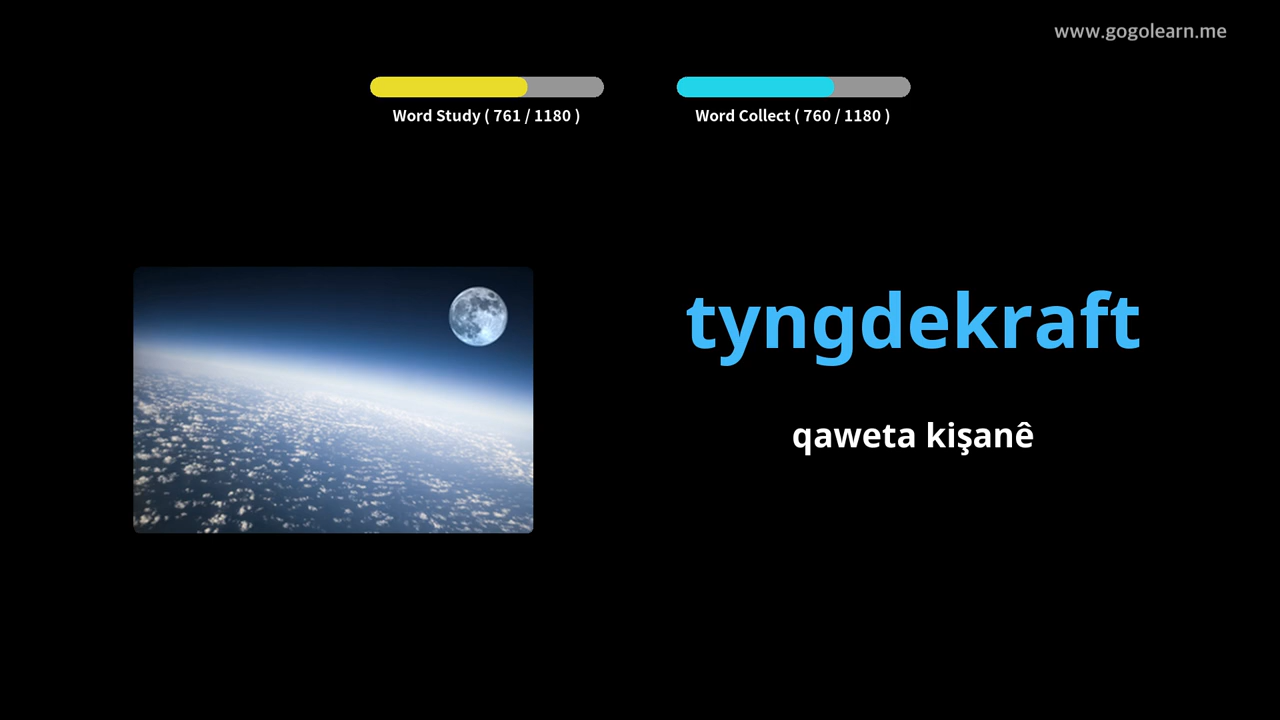 www.gogolearn.me
Word Study ( 761 / 1180 )
Word Collect ( 760 / 1180 )
tyngdekraft
qaweta kişanê